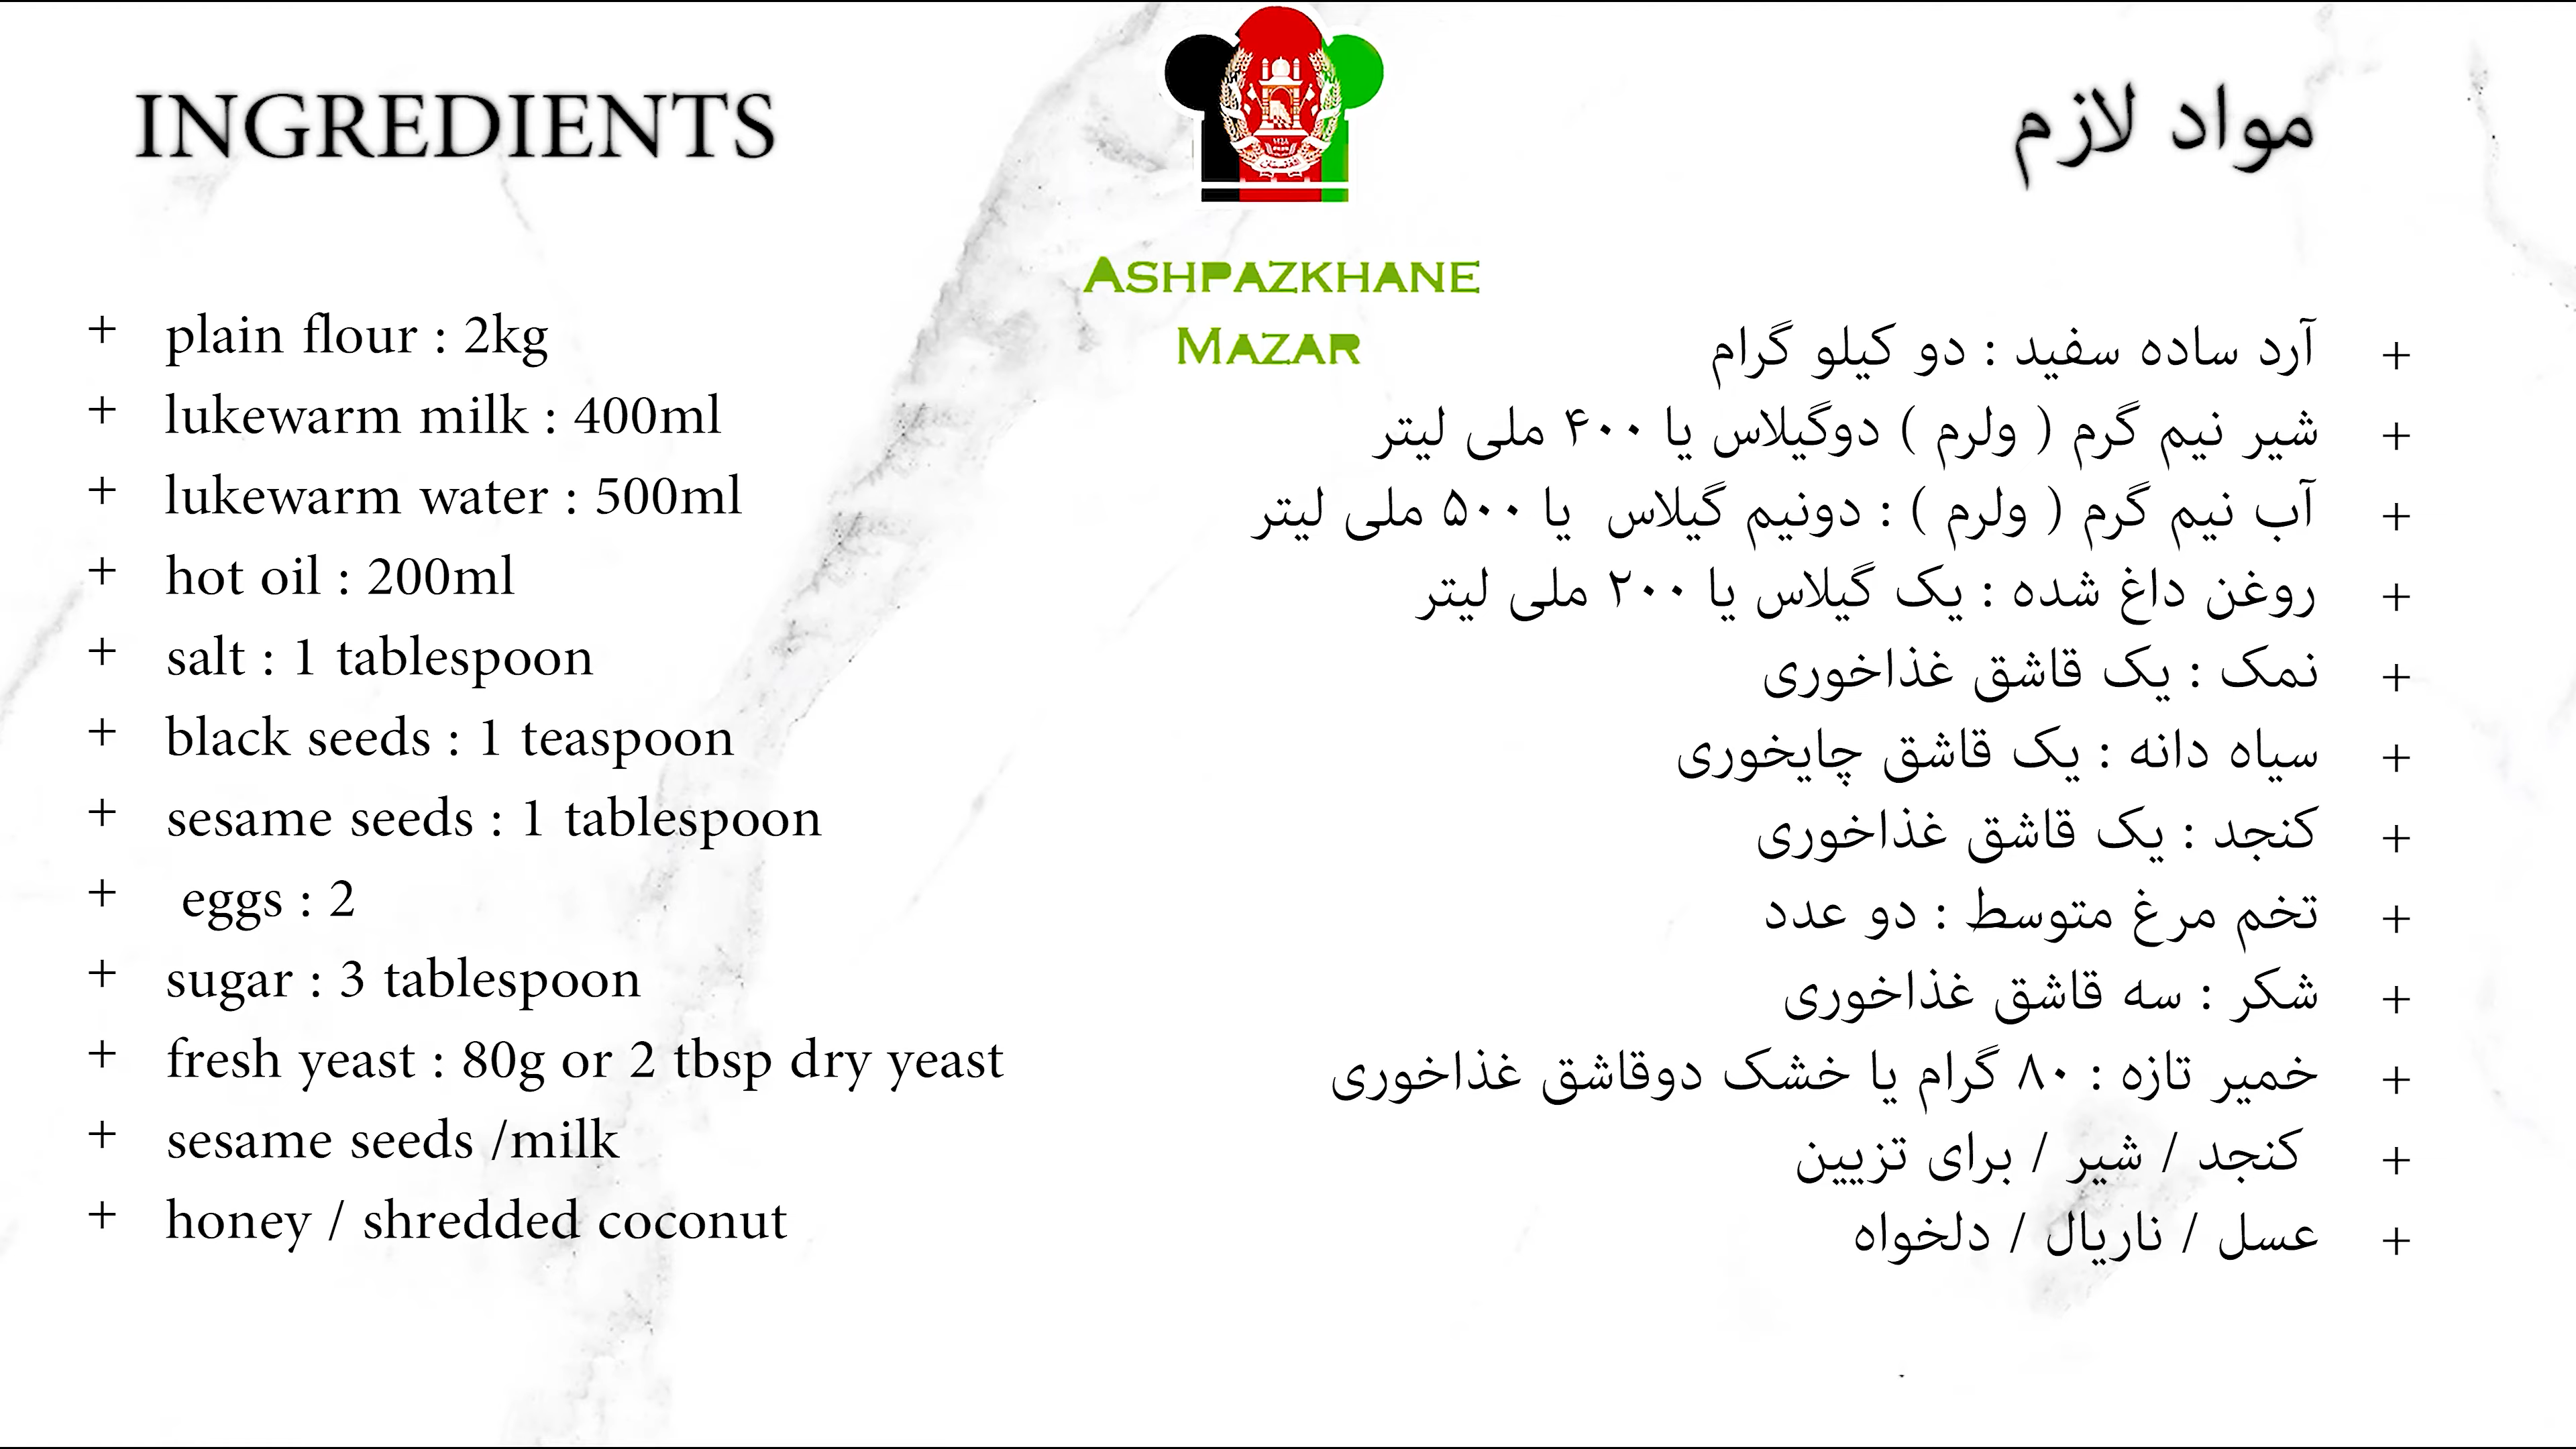 INGREDIENTS
+ plain flour : 2kg
+ lukewarm milk : 400ml
+ lukewarm water : 500ml
+ hot oil : 200ml
+ salt : 1 tablespoon
+ black seeds : 1 teaspoon
+ sesame seeds : 1 tablespoon
+ eggs : 2
+ sugar : 3 tablespoon
+ fresh yeast : 80g or 2 tbsp dry yeast
+ sesame seeds /milk
+ honey / shredded coconut
ASHPAZKHANE
MAZAR
مواد لازم
+ آرد ساده سفید : دو کیلو گرام
+ شیر نیم گرم ( ولرم ) دوگیلاس یا ۴۰۰ ملی لیتر
+ آب نیم گرم ( ولرم ) : دونیم گیلاس یا ۵۰۰ ملی لیتر
+ روغن داغ شده : یک گیلاس یا ۲۰۰ ملی لیتر
+ نمک : یک قاشق غذاخوری
+ سیاه دانه : یک قاشق چایخوری
+ کنجد : یک قاشق غذاخوری
+ تخم مرغ متوسط : دو عدد
+ شکر : سه قاشق غذاخوری
+ خمیر تازه : ۸۰ گرام یا خشک دوقاشق غذاخوری
+ کنجد / شیر / برای تزیین
+ عسل / ناریال / دلخواه